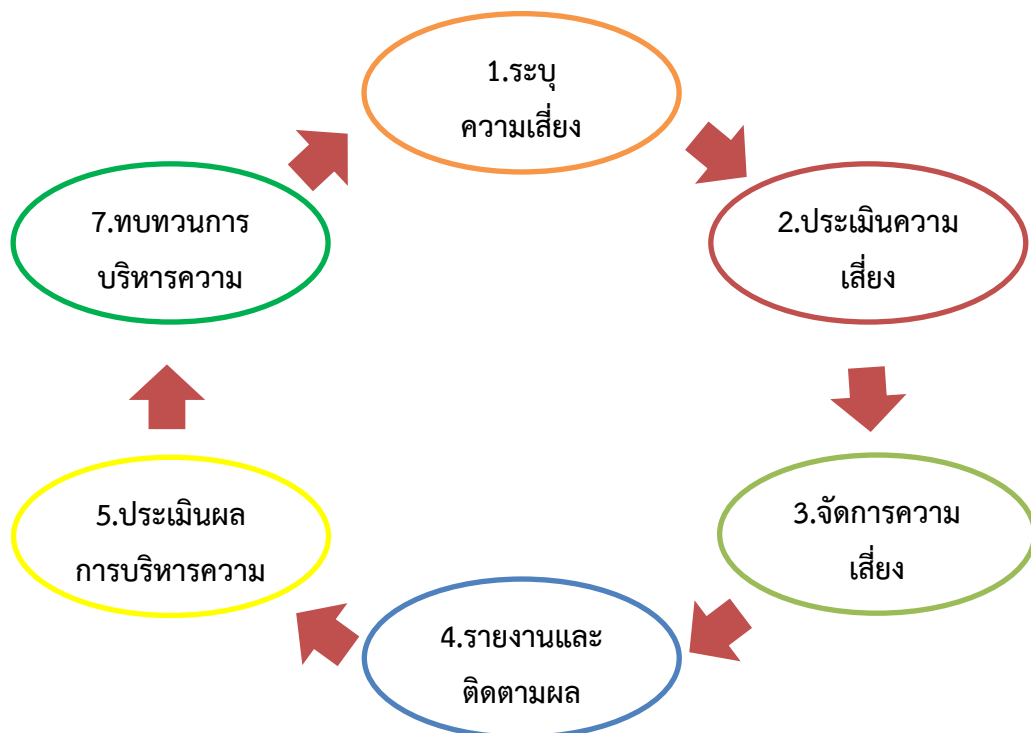 1.ระบุ
ความเสี่ยง
2.ประเมินความ
เสี่ยง
3.จัดการความ
เสี่ยง
4.รายงานและ
ติดตามผล
5.ประเมินผล
การบริหารความ
7.ทบทวนการ
บริหารความ